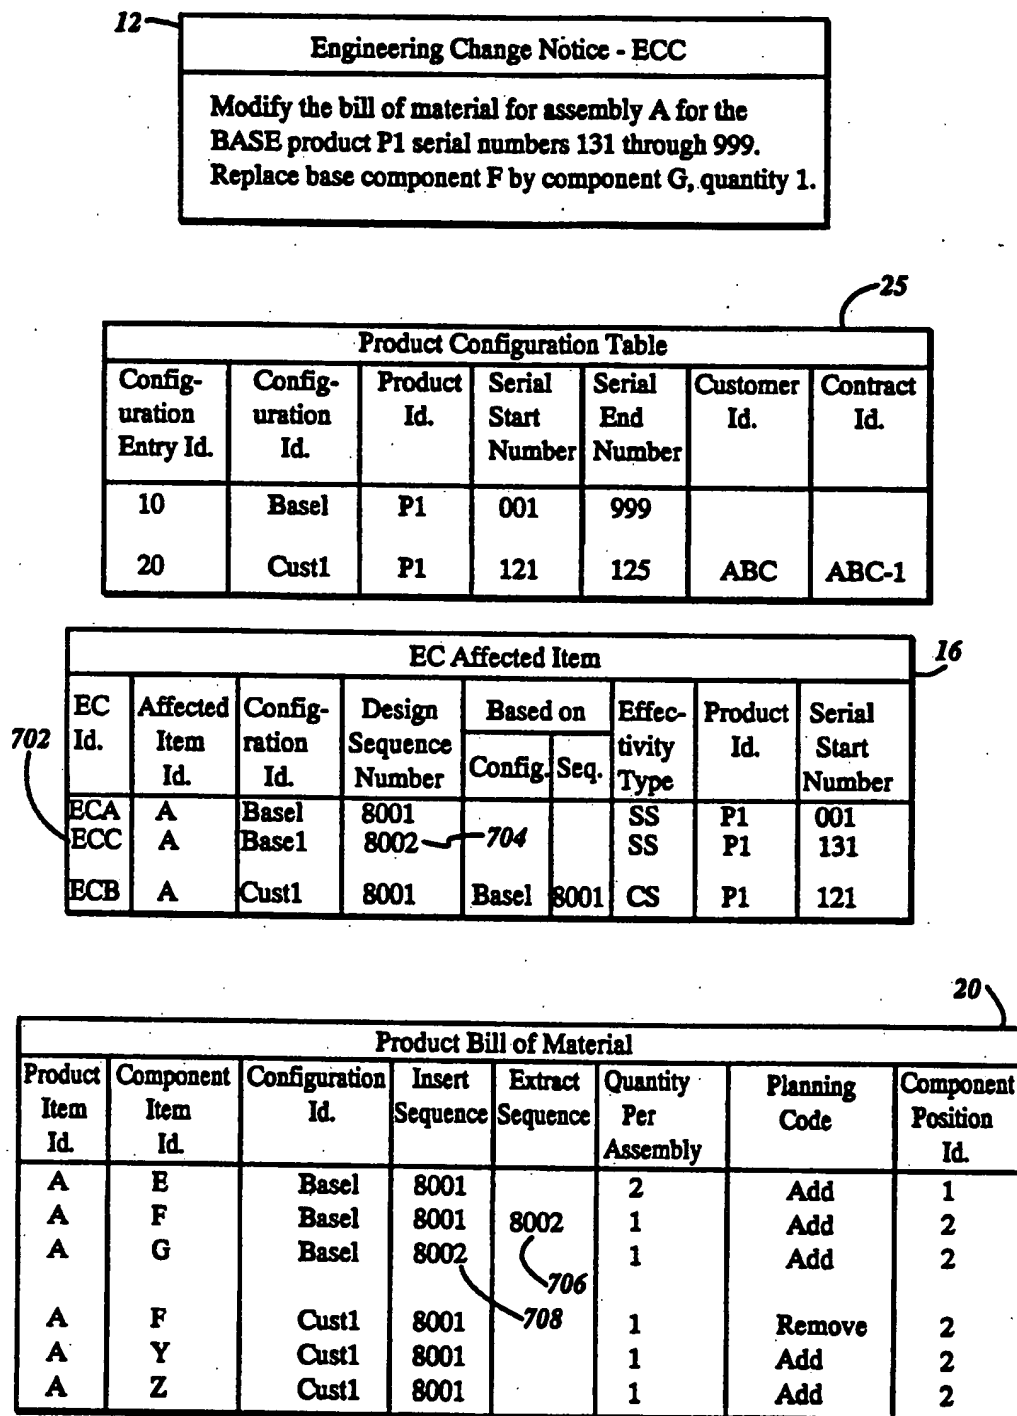 12
Engineering Change Notice - ECC
Modify the bill of material for assembly A for the
BASE product P1 serial numbers 131 through 999.
Replace base component F by component G, quantity 1.
25
Product Configuration Table
Config- Config- Product Serial Serial Customer Contract
uration uration Id. Start End Id. Id.
Entry Id. Id. Number Number
10 Basel P1 001 999
20 Cust1 P1 121 125 ABC ABC-1
16
EC Affected Item
EC Affected Config- Design Based on Effec- Product Serial
Id. Item ration Sequence tivity Id. Start
Id. Id. Number Config. Seq. Type Number
702
ECA A Basel 8001 SS P1 001
ECC A Base1 8002 704 SS P1 131
ECB A Cust1 8001 Basel 8001 CS P1 121
20
Product Bill of Material
Product Component Configuration Insert Extract Quantity Planning Component
Item Item Id. Sequence Sequence Per Code Position
Id. Id. Assembly Id.
A E Basel 8001 2 Add 1
A F Basel 8001 8002 1 Add 2
A G Basel 8002 1 Add 2
706
708
A F Cust1 8001 1 Remove 2
A Y Cust1 8001 1 Add 2
A Z Cust1 8001 1 Add 2